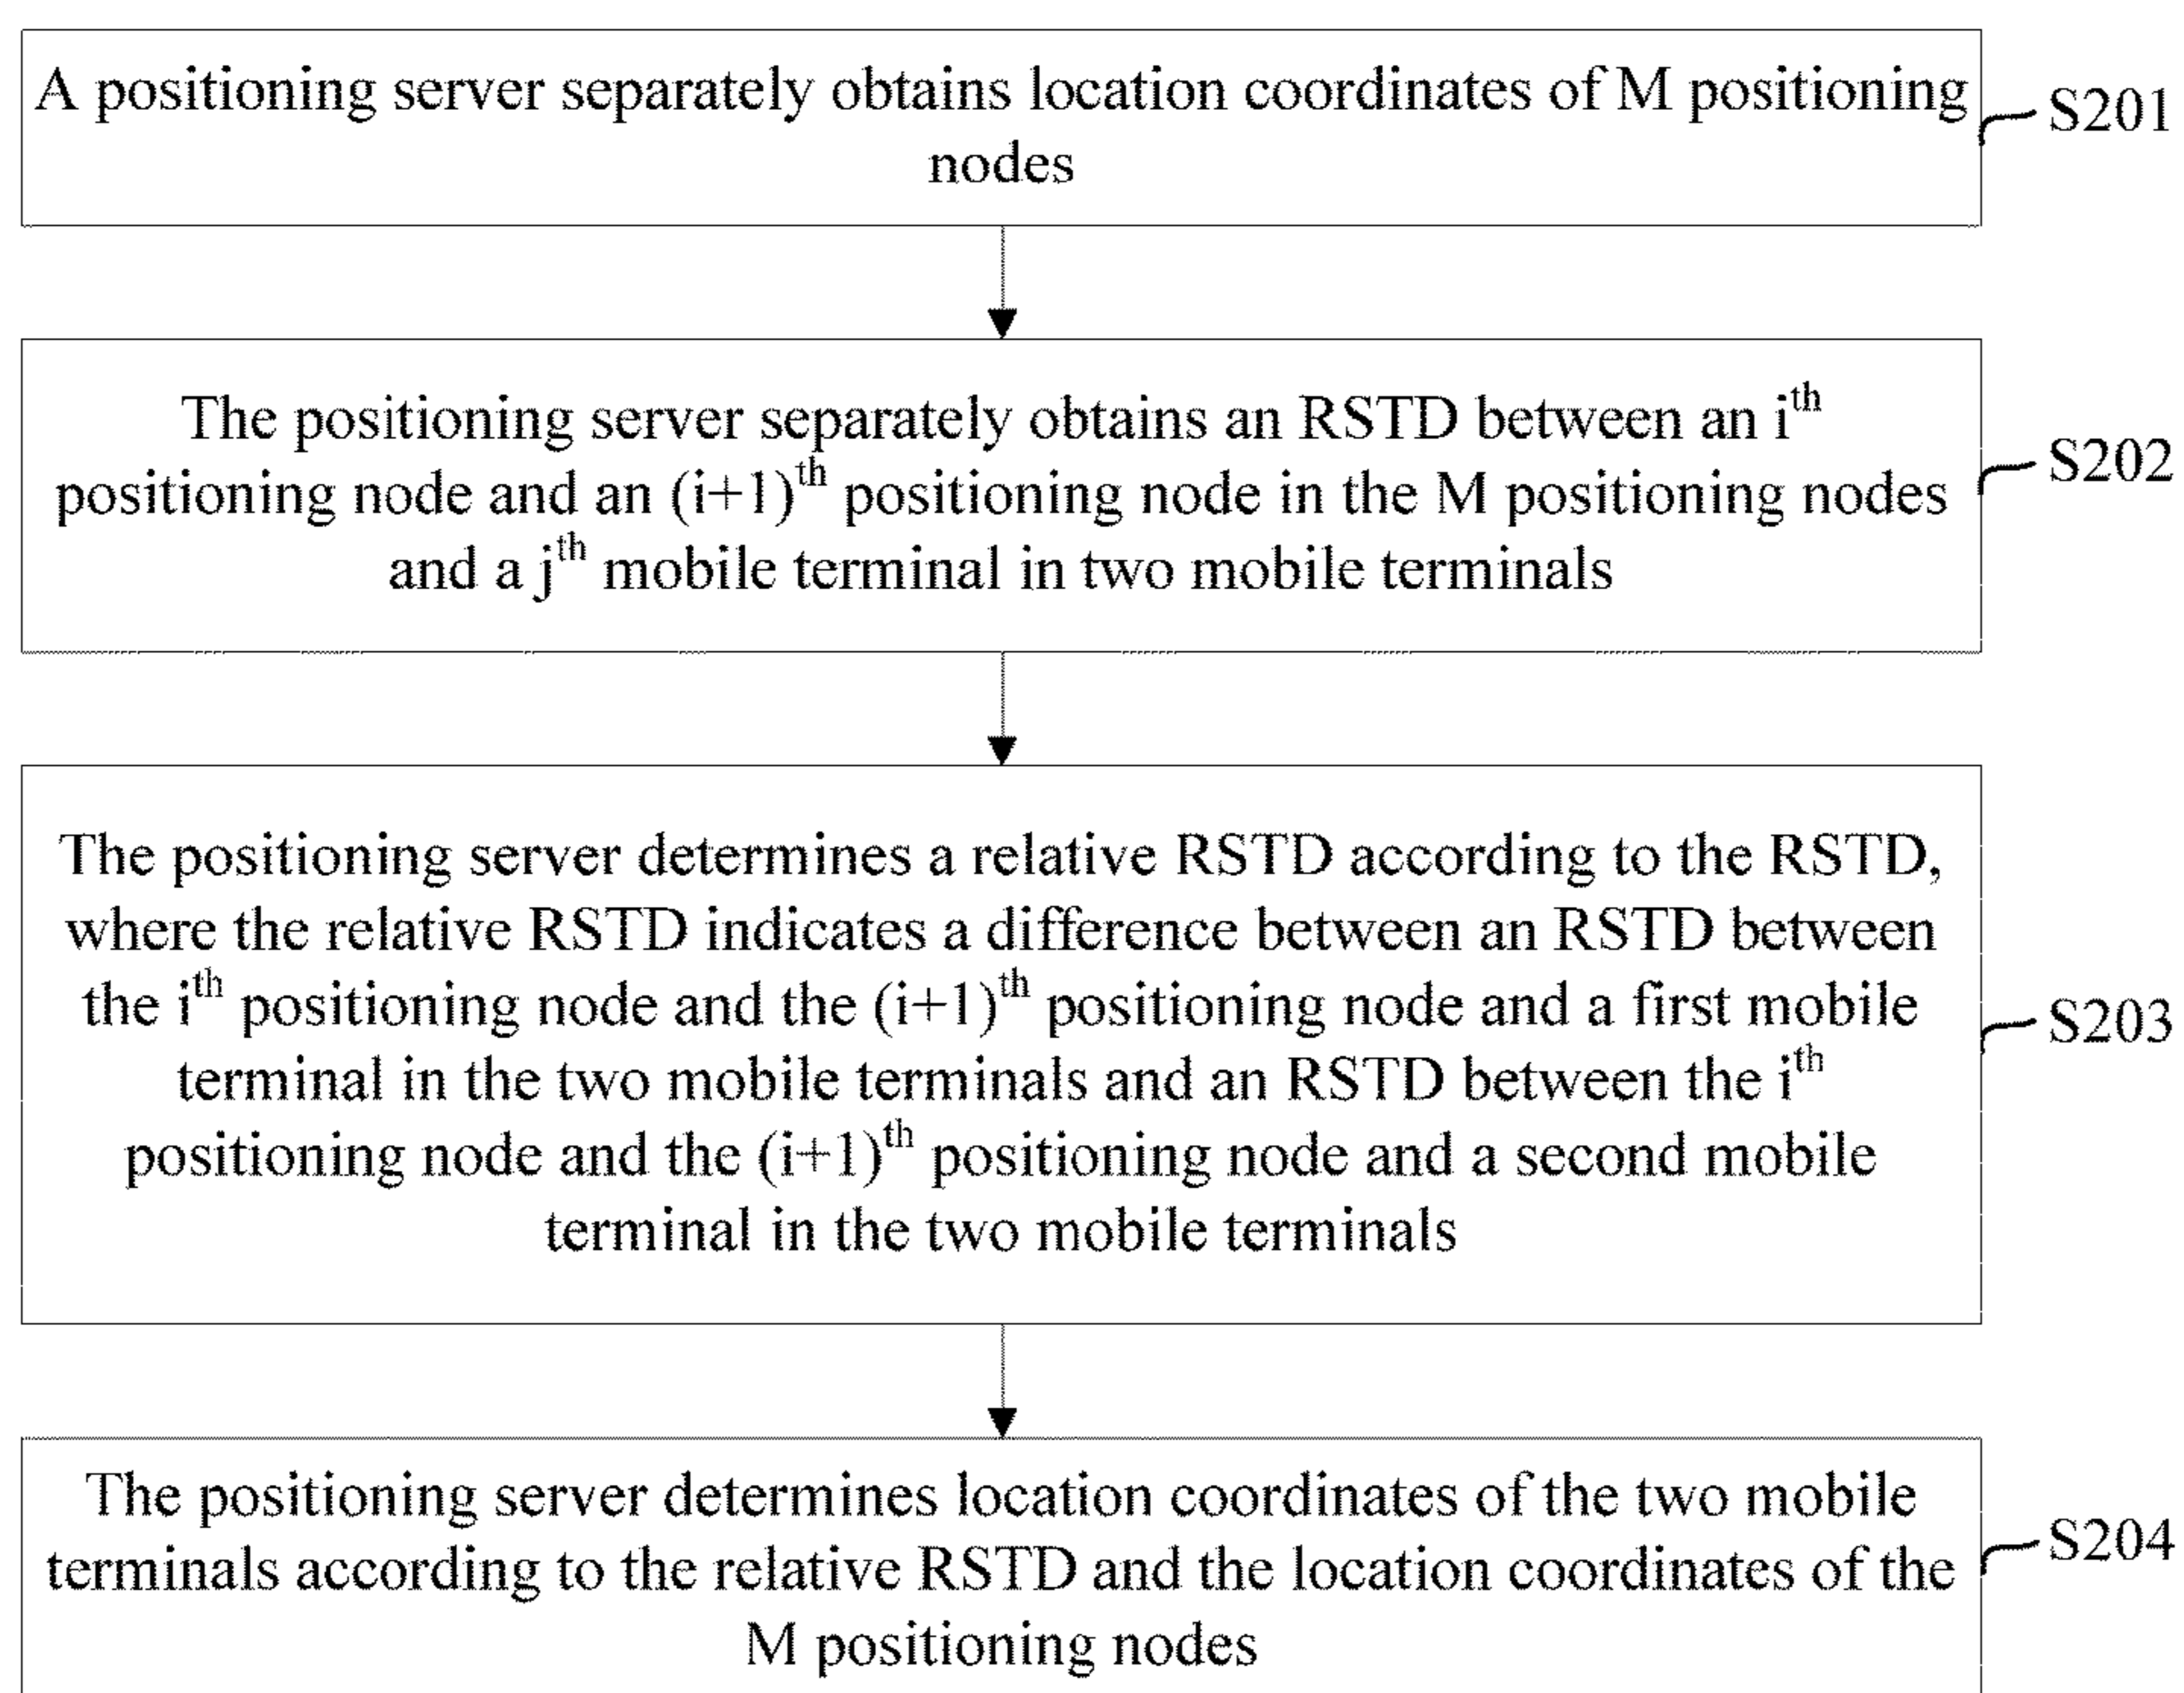 A positioning server separately obtains location coordinates of M positioning
nodes
S201
The positioning server separately obtains an RSTD between an i^th
positioning node and an (i+1)^th positioning node in the M positioning nodes
and a j^th mobile terminal in two mobile terminals
S202
The positioning server determines a relative RSTD according to the RSTD,
where the relative RSTD indicates a difference between an RSTD between
the i^th positioning node and the (i+1)^th positioning node and a first mobile
terminal in the two mobile terminals and an RSTD between the i^th
positioning node and the (i+1)^th positioning node and a second mobile
terminal in the two mobile terminals
S203
The positioning server determines location coordinates of the two mobile
terminals according to the relative RSTD and the location coordinates of the
M positioning nodes
S204